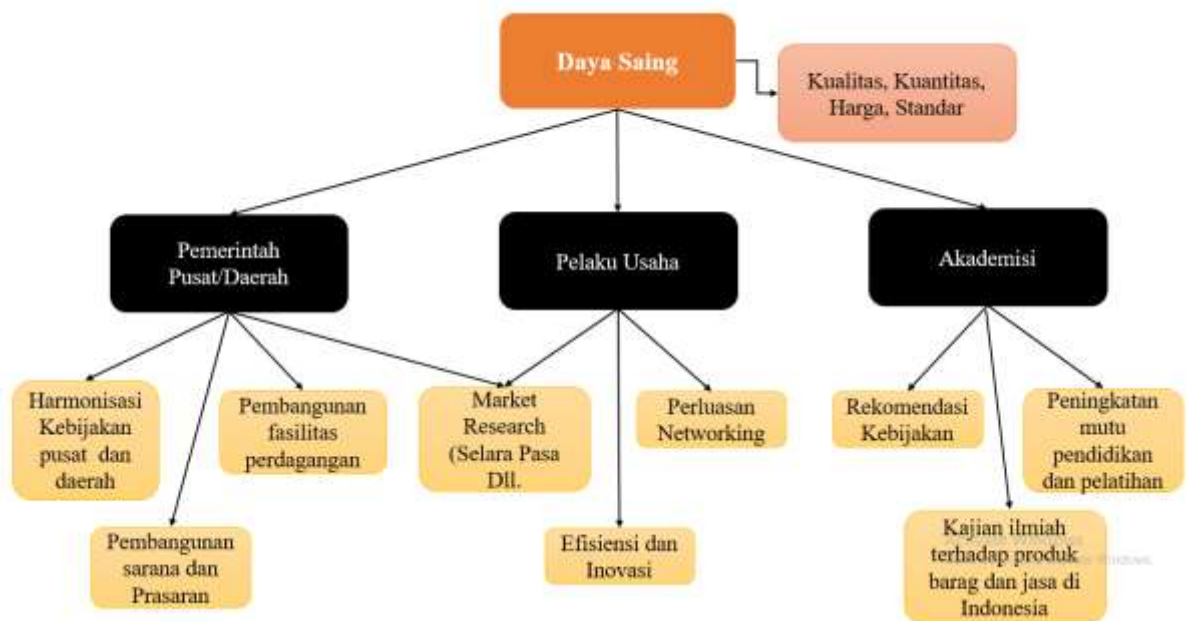 Daya Saing
Kualitas, Kuantitas,
Harga, Standar
Pemerintah
Pusat/Daerah
Pelaku Usaha
Akademisi
Harmonisasi
Kebijakan
pusat dan
daerah
Pembangunan
fasilitas
perdagangan
Market
Research
(Selara Pasa
Dll.
Perluasan
Networking
Rekomendasi
Kebijakan
Peningkatan
mutu
pendidikan
dan pelatihan
Pembangunan
sarana dan
Prasaran
Efisiensi dan
Inovasi
Kajian ilmiah
terhadap produk
barag dan jasa di
Indonesia
Windows.